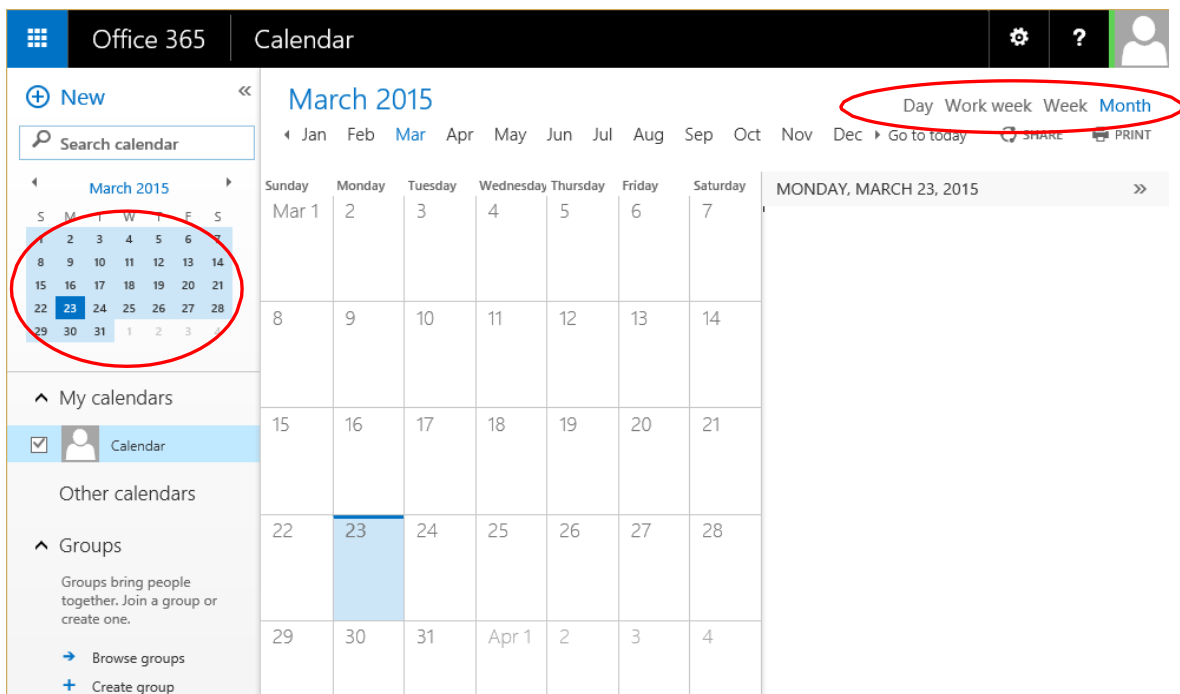 Office 365 Calendar ?
New «
Search calendar
March 2015
S M T W T F S
1 2 3 4 5 6 7
8 9 10 11 12 13 14
15 16 17 18 19 20 21
22 23 24 25 26 27 28
29 30 31 1 2 3 4
My calendars
Calendar
Other calendars
Groups
Groups bring people
together. Join a group or
create one.
Browse groups
Create group
March 2015
Day Work week Week Month
Jan Feb Mar Apr May Jun Jul Aug Sep Oct Nov Dec Go to today SHARE PRINT
Sunday Monday Tuesday Wednesday Thursday Friday Saturday
Mar 1 2 3 4 5 6 7
8 9 10 11 12 13 14
15 16 17 18 19 20 21
22 23 24 25 26 27 28
29 30 31 Apr 1 2 3 4
MONDAY, MARCH 23, 2015 »